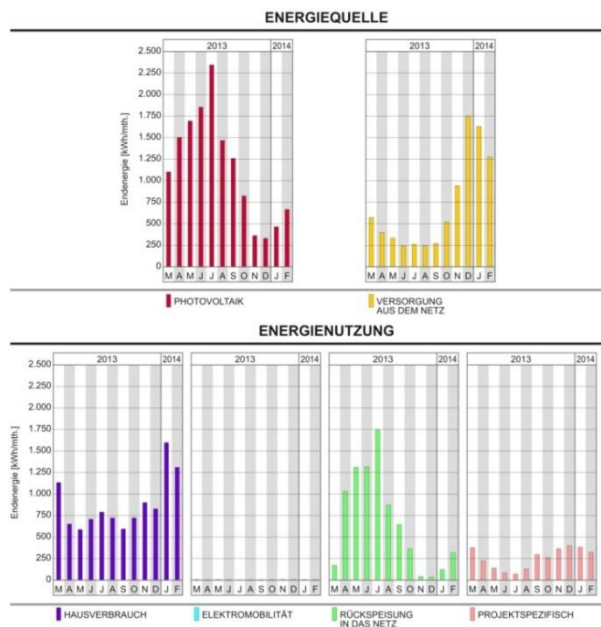 ENERGIEQUELLE
2013 2014 2013 2014
Endenergie [kWh/mth.]
2.500
2.250
2.000
1.750
1.500
1.250
1.000
750
500
250
0
M A M J J A S O N D J F M A M J J A S O N D J F
PHOTOVOLTAIK VERSORGUNG
AUS DEM NETZ
ENERGIENUTZUNG
2013 2014 2013 2014 2013 2014 2013 2014
Endenergie [kWh/mth.]
2.500
2.250
2.000
1.750
1.500
1.250
1.000
750
500
250
0
M A M J J A S O N D J F M A M J J A S O N D J F M A M J J A S O N D J F M A M J J A S O N D J F
HAUSVERBRAUCH ELEKTROMOBILITÄT RÜCKSPEISUNG PROJEKTSPEZIFISCH
IN DAS NETZ